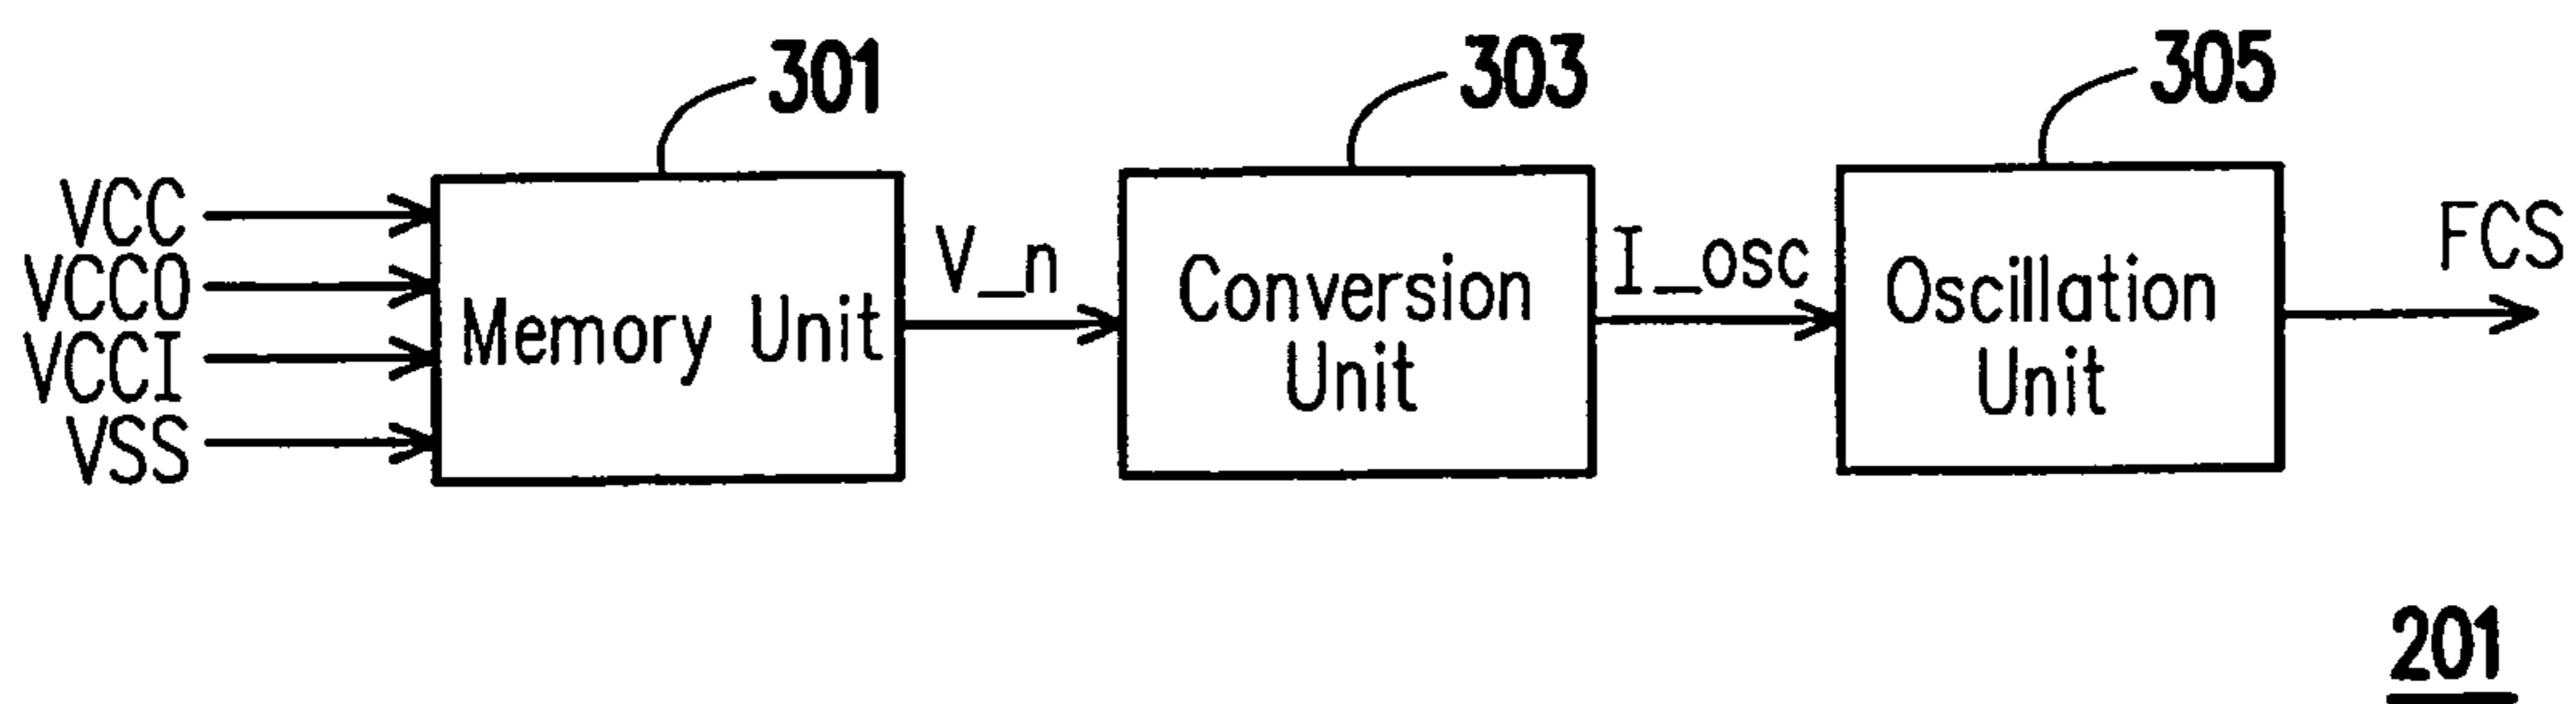 301
303
305
VCC
VCCO
VCCI
VSS
Memory Unit
V_n
Conversion
Unit
I_osc
Oscillation
Unit
FCS
201